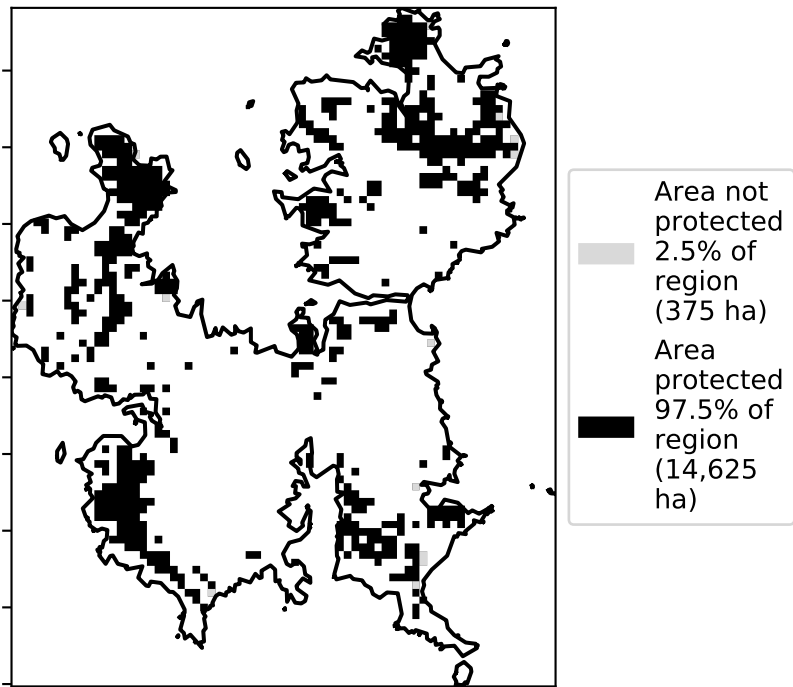 Area not
protected
2.5% of
region
(375 ha)
Area
protected
97.5% of
region
(14,625
ha)